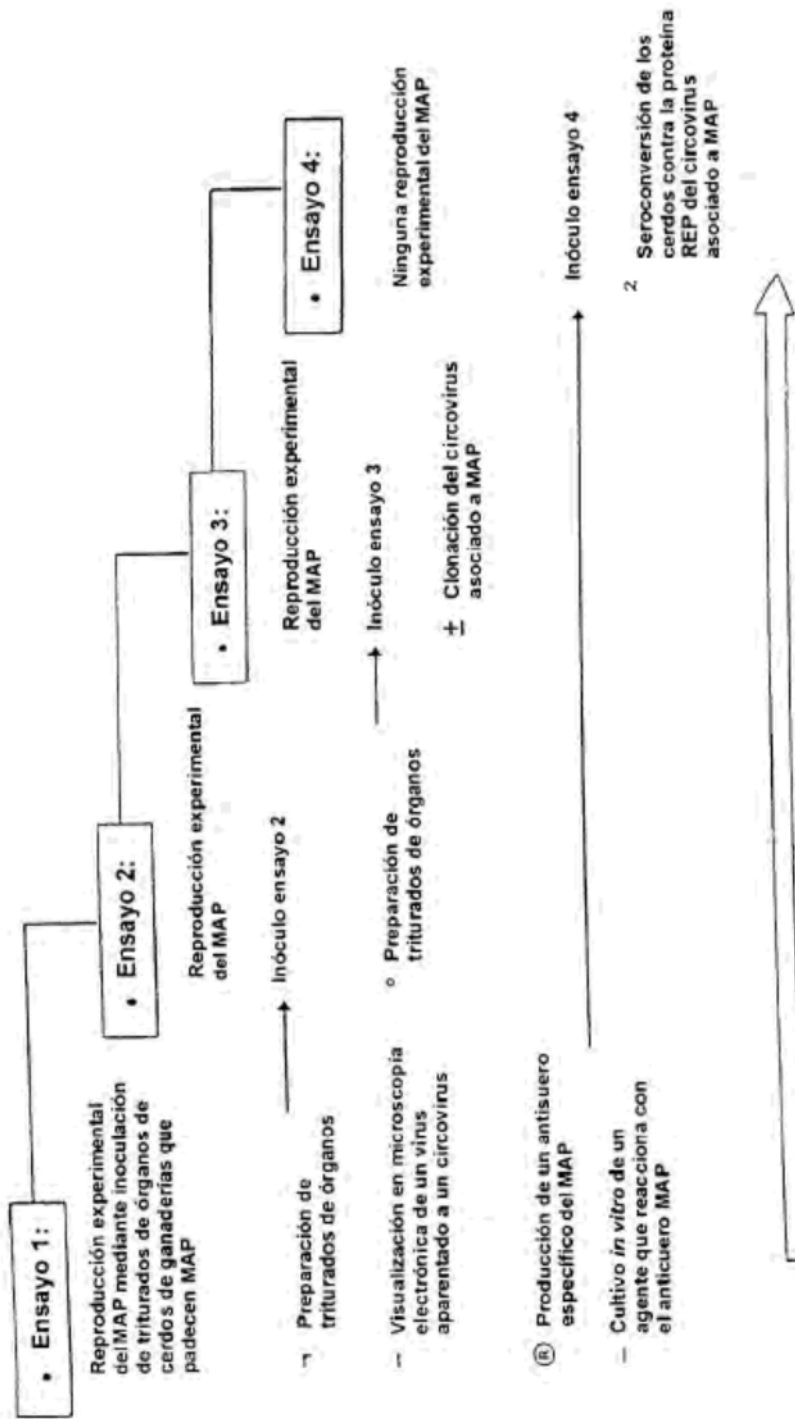 • Ensayo 1:
Reproducción experimental
del MAP mediante inoculación
de triturados de órganos de
cerdos de ganaderías que
padecen MAP
• Ensayo 2:
Reproducción experimental
del MAP
• Ensayo 3:
Reproducción experimental
del MAP
• Ensayo 4:
Ninguna reproducción
experimental del MAP
¬ Preparación de
triturados de órganos
Inóculo ensayo 2
– Visualización en microscopía
electrónica de un virus
aparentado a un circovirus
° Preparación de
triturados de órganos
Inóculo ensayo 3
± Clonación del circovirus
asociado a MAP
® Producción de un antisuero
específico del MAP
Inóculo ensayo 4
– Cultivo in vitro de un
agente que reacciona con
el anticuero MAP
2 Seroconversión de los
cerdos contra la proteína
REP del circovirus
asociado a MAP